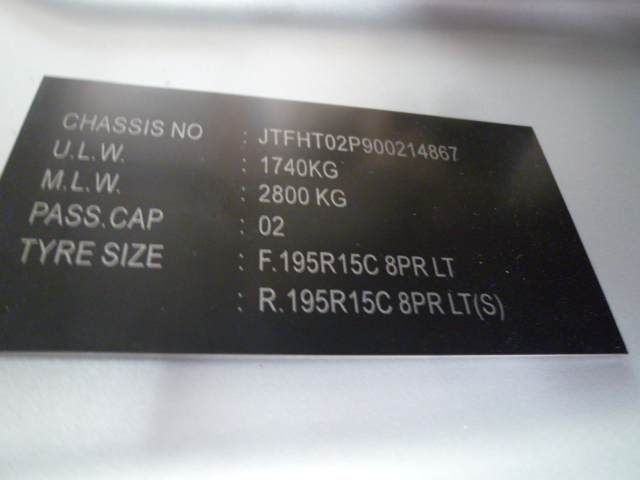 CHASSIS NO : JTFHT02P900214867
U.L.W. : 1740KG
M.L.W. : 2800 KG
PASS.CAP : 02
TYRE SIZE : F.195R15C 8PR LT
: R.195R15C 8PR LT(S)